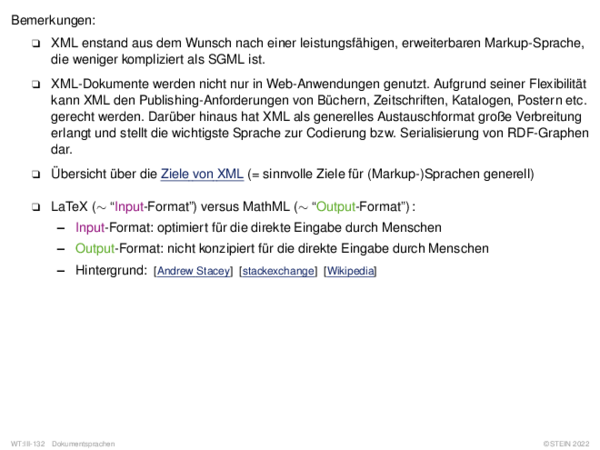 Bemerkungen:
❑ XML enstand aus dem Wunsch nach einer leistungsfähigen, erweiterbaren Markup-Sprache,
die weniger kompliziert als SGML ist.
❑ XML-Dokumente werden nicht nur in Web-Anwendungen genutzt. Aufgrund seiner Flexibilität
kann XML den Publishing-Anforderungen von Büchern, Zeitschriften, Katalogen, Postern etc.
gerecht werden. Darüber hinaus hat XML als generelles Austauschformat große Verbreitung
erlangt und stellt die wichtigste Sprache zur Codierung bzw. Serialisierung von RDF-Graphen
dar.
❑ Übersicht über die Ziele von XML (= sinnvolle Ziele für (Markup-)Sprachen generell)
❑ LaTeX (∼ “Input-Format”) versus MathML (∼ “Output-Format”) :
– Input-Format: optimiert für die direkte Eingabe durch Menschen
– Output-Format: nicht konzipiert für die direkte Eingabe durch Menschen
– Hintergrund: [Andrew Stacey] [stackexchange] [Wikipedia]
WT:III-132 Dokumentsprachen ©STEIN 2022